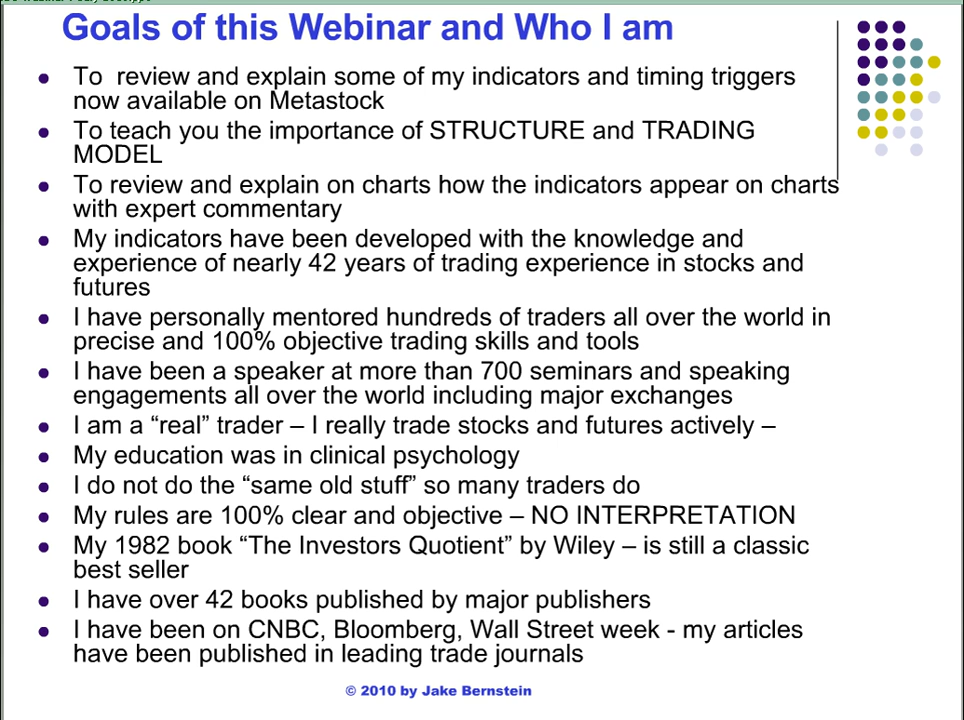 Goals of this Webinar and Who I am
To review and explain some of my indicators and timing triggers
now available on Metastock
To teach you the importance of STRUCTURE and TRADING
MODEL
To review and explain on charts how the indicators appear on charts
with expert commentary
My indicators have been developed with the knowledge and
experience of nearly 42 years of trading experience in stocks and
futures
I have personally mentored hundreds of traders all over the world in
precise and 100% objective trading skills and tools
I have been a speaker at more than 700 seminars and speaking
engagements all over the world including major exchanges
I am a “real” trader – I really trade stocks and futures actively –
My education was in clinical psychology
I do not do the “same old stuff” so many traders do
My rules are 100% clear and objective – NO INTERPRETATION
My 1982 book “The Investors Quotient” by Wiley – is still a classic
best seller
I have over 42 books published by major publishers
I have been on CNBC, Bloomberg, Wall Street week - my articles
have been published in leading trade journals
© 2010 by Jake Bernstein